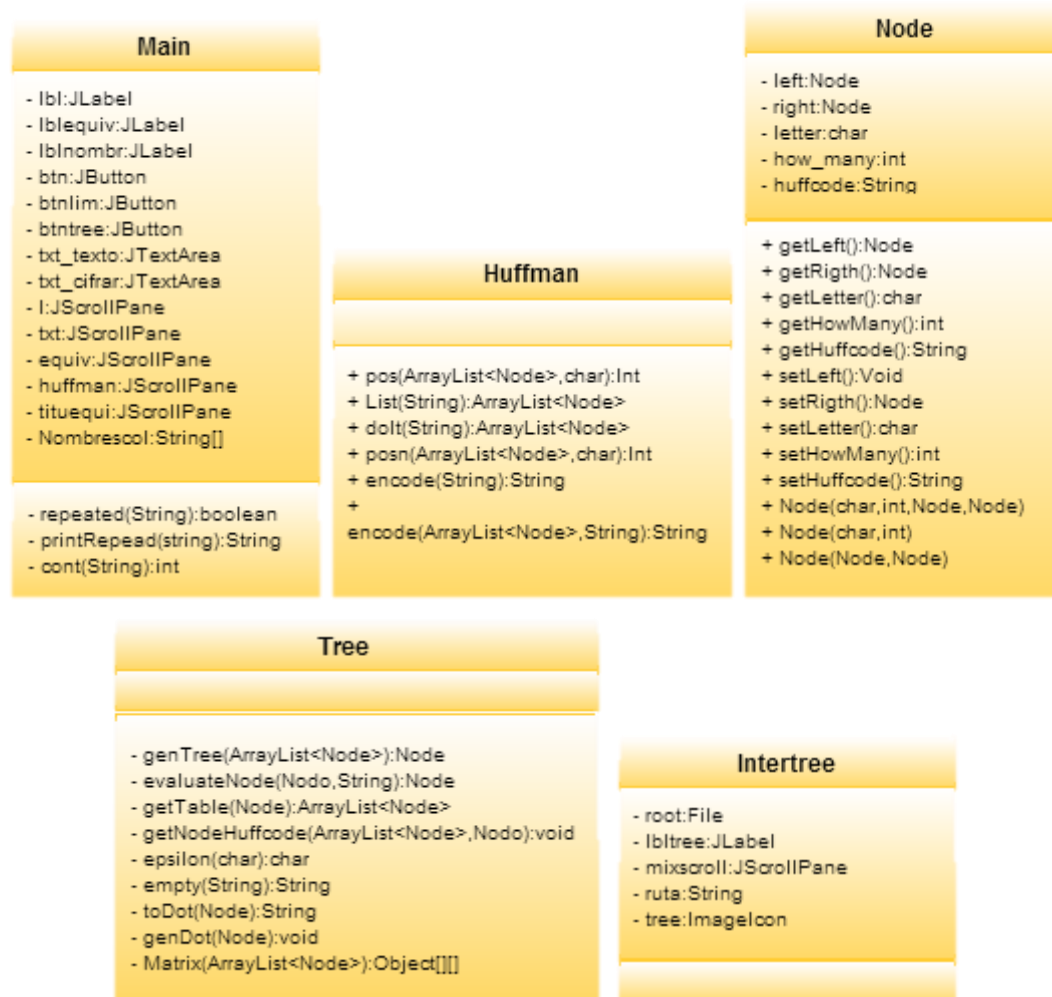 Main
- lbl:JLabel
- lblequiv:JLabel
- lblnombr:JLabel
- btn:JButton
- btnlim:JButton
- btntree:JButton
- txt_texto:JTextArea
- txt_cifrar:JTextArea
- l:JScrollPane
- txt:JScrollPane
- equiv:JScrollPane
- huffman:JScrollPane
- tituequi:JScrollPane
- Nombrescol:String[]
- repeated(String):boolean
- printRepead(string):String
- cont(String):int
Huffman
+ pos(ArrayList<Node>,char):Int
+ List(String):ArrayList<Node>
+ doIt(String):ArrayList<Node>
+ posn(ArrayList<Node>,char):Int
+ encode(String):String
+
encode(ArrayList<Node>,String):String
Node
- left:Node
- right:Node
- letter:char
- how_many:int
- huffcode:String
+ getLeft():Node
+ getRigth():Node
+ getLetter():char
+ getHowMany():int
+ getHuffcode():String
+ setLeft():Void
+ setRigth():Node
+ setLetter():char
+ setHowMany():int
+ setHuffcode():String
+ Node(char,int,Node,Node)
+ Node(char,int)
+ Node(Node,Node)
Tree
- genTree(ArrayList<Node>):Node
- evaluateNode(Nodo,String):Node
- getTable(Node):ArrayList<Node>
- getNodeHuffcode(ArrayList<Node>,Nodo):void
- epsilon(char):char
- empty(String):String
- toDot(Node):String
- genDot(Node):void
- Matrix(ArrayList<Node>):Object[][]
Intertree
- root:File
- lbltree:JLabel
- mixscroll:JScrollPane
- ruta:String
- tree:ImageIcon